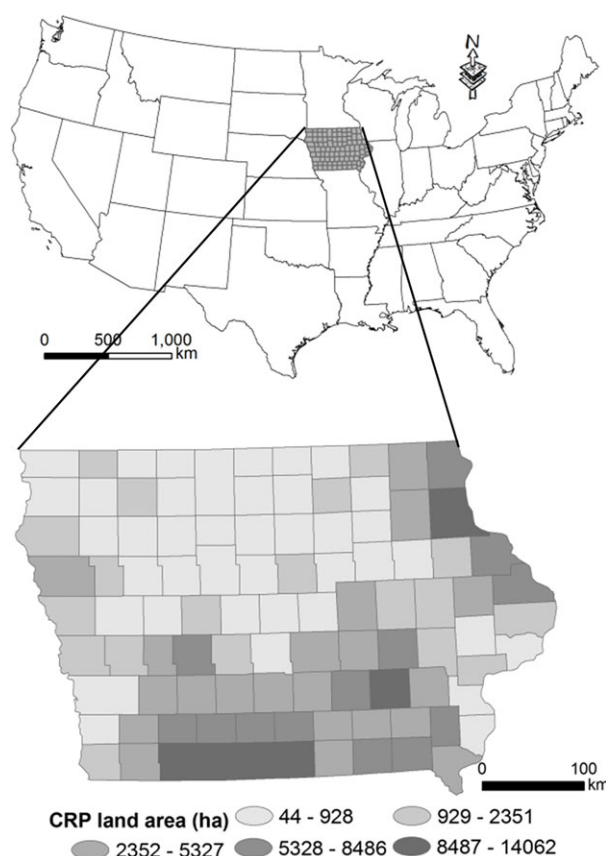 N
0 500 1,000
km
0 100
km
CRP land area (ha) 44 - 928 929 - 2351
2352 - 5327 5328 - 8486 8487 - 14062